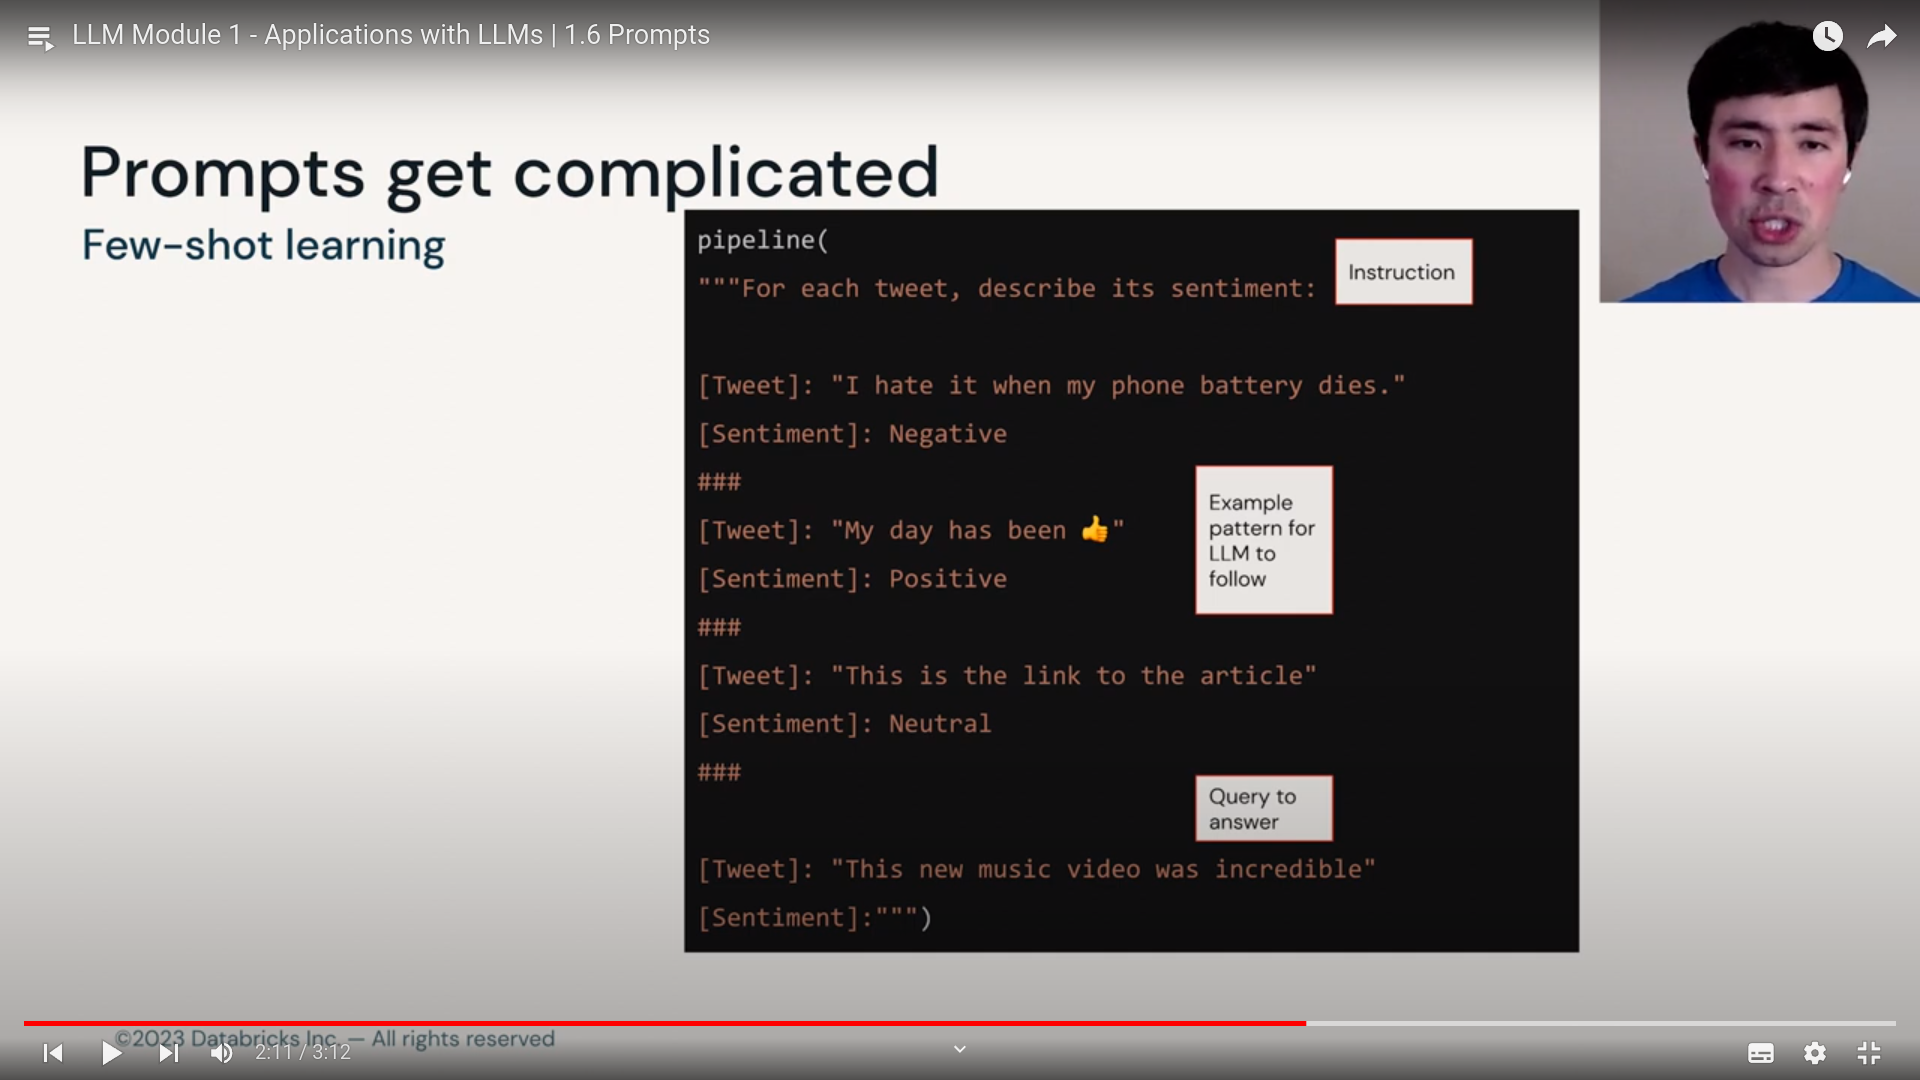 LLM Module 1 - Applications with LLMs | 1.6 Prompts
Prompts get complicated
Few-shot learning
pipeline(
"""For each tweet, describe its sentiment:
Instruction
[Tweet]: "I hate it when my phone battery dies."
[Sentiment]: Negative
###
[Tweet]: "My day has been 👍"
[Sentiment]: Positive
Example
pattern for
LLM to
follow
###
[Tweet]: "This is the link to the article"
[Sentiment]: Neutral
###
Query to
answer
[Tweet]: "This new music video was incredible"
[Sentiment]:""")
©2023 Databricks Inc. — All rights reserved
2:11 / 3:12